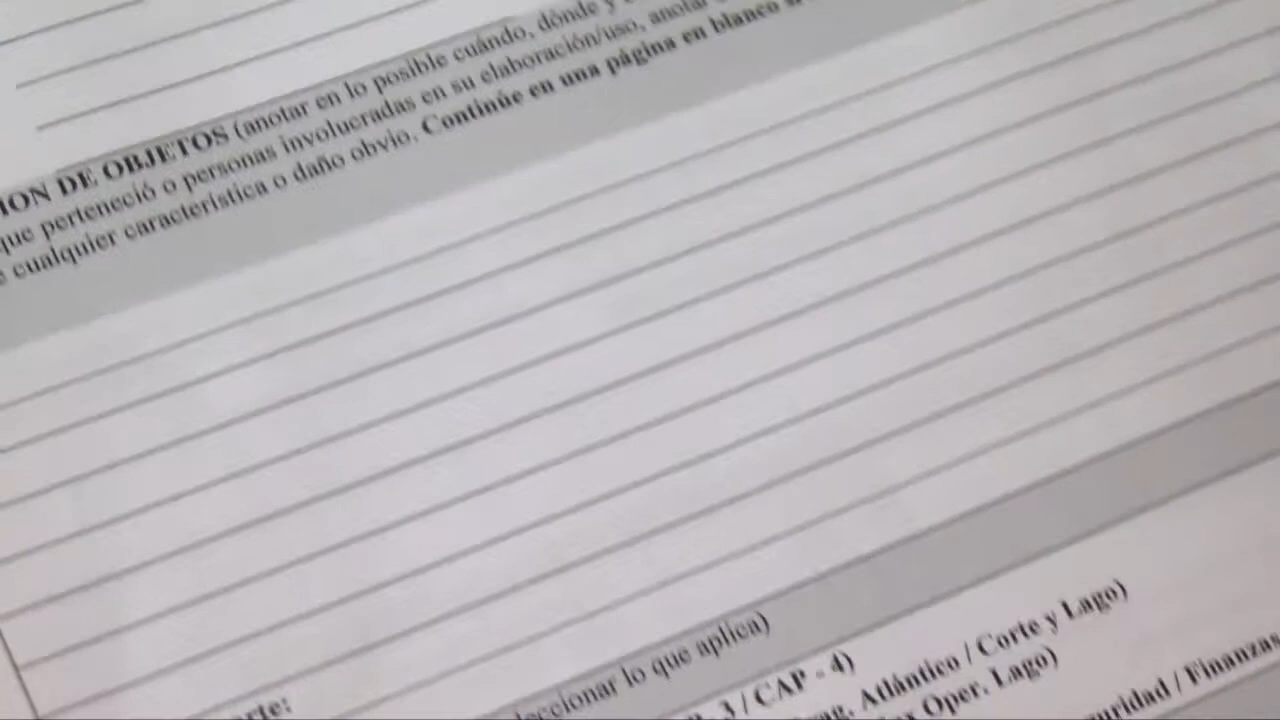 ION DE OBJETOS (anotar en lo posible cuándo, dónde y
que perteneció o personas involucradas en su elaboración/uso, anotar
e cualquier característica o daño obvio. Continúe en una página en blanco
leccionar lo que aplica)
3 / CAP - 4)
ag. Atlántico / Corte y Lago)
Oper. Lago)
uridad / Finanzas
rte: